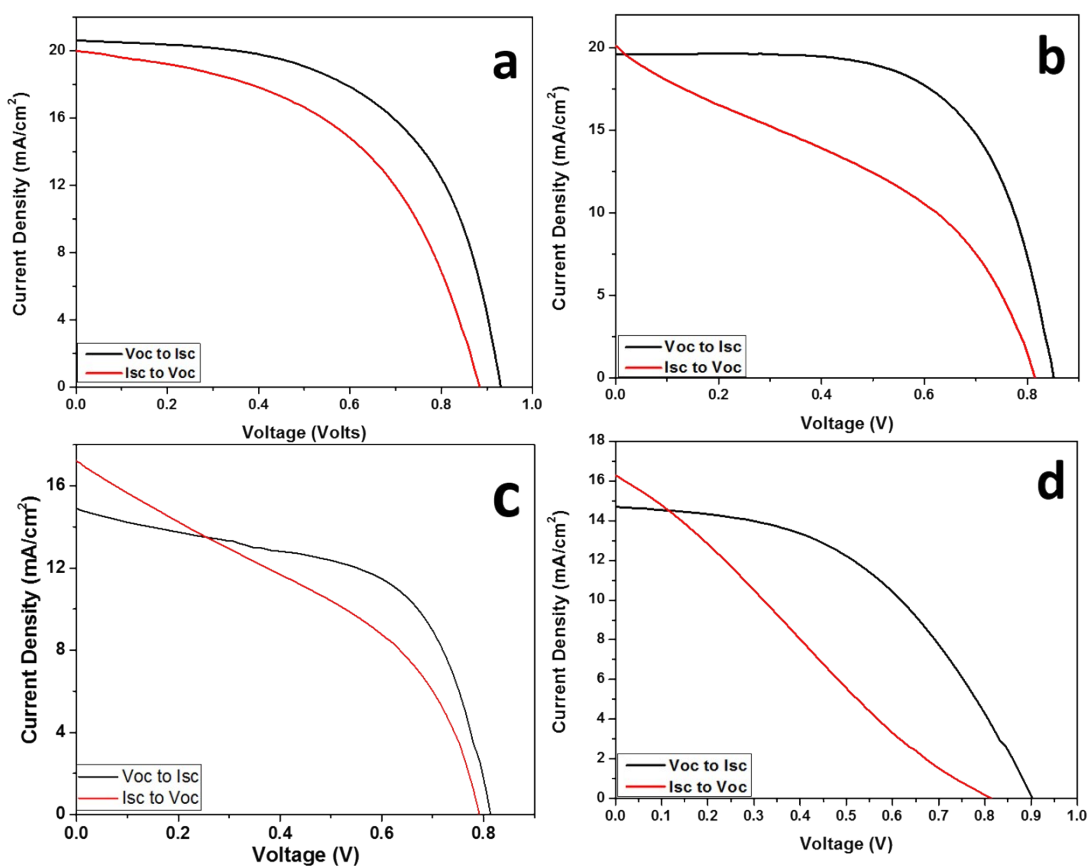 a
Current Density (mA/cm²)
20
16
12
8
4
0
Voc to Isc
Isc to Voc
0.0 0.2 0.4 0.6 0.8 1.0
Voltage (Volts)
b
Current Density (mA/cm²)
20
15
10
5
0
Voc to Isc
Isc to Voc
0.0 0.2 0.4 0.6 0.8
Voltage (V)
c
Current Density (mA/cm²)
16
12
8
4
0
Voc to Isc
Isc to Voc
0.0 0.2 0.4 0.6 0.8
Voltage (V)
d
Current Density (mA/cm²)
18
16
14
12
10
8
6
4
2
0
Voc to Isc
Isc to Voc
0.0 0.1 0.2 0.3 0.4 0.5 0.6 0.7 0.8 0.9 1.0
Voltage (V)